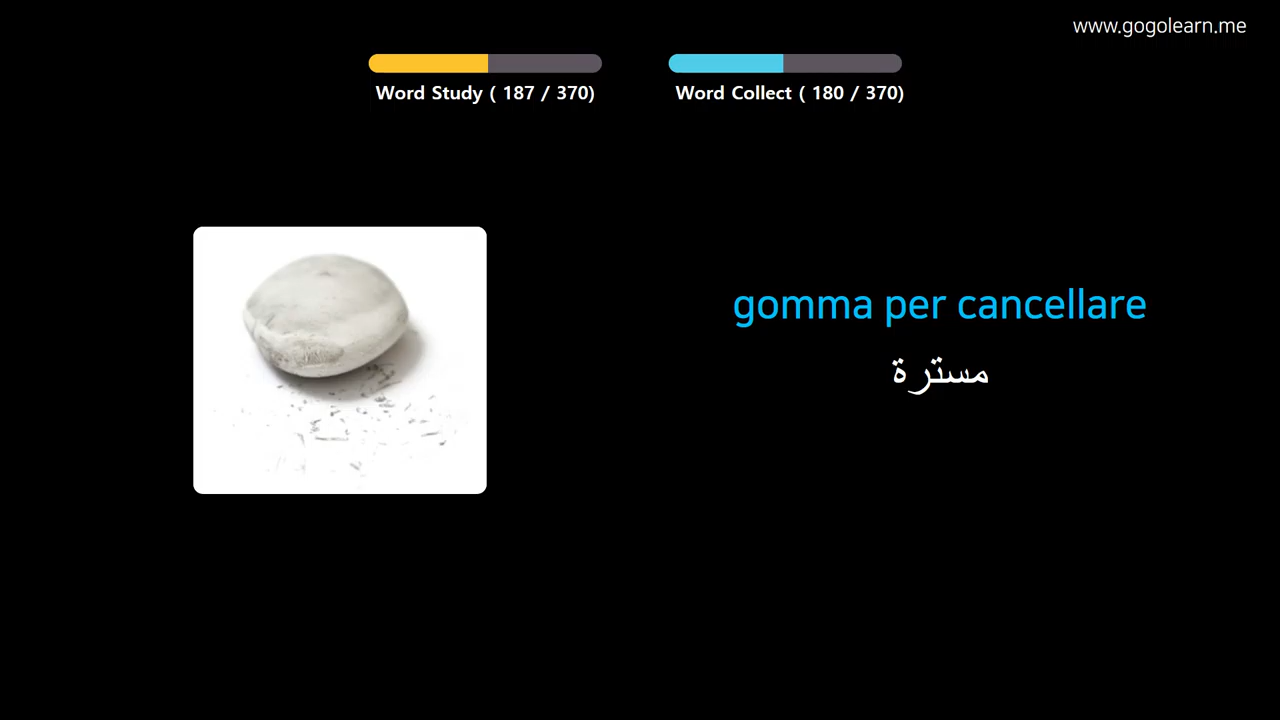 www.gogolearn.me
Word Study ( 187 / 370)
Word Collect ( 180 / 370)
gomma per cancellare
مسترة